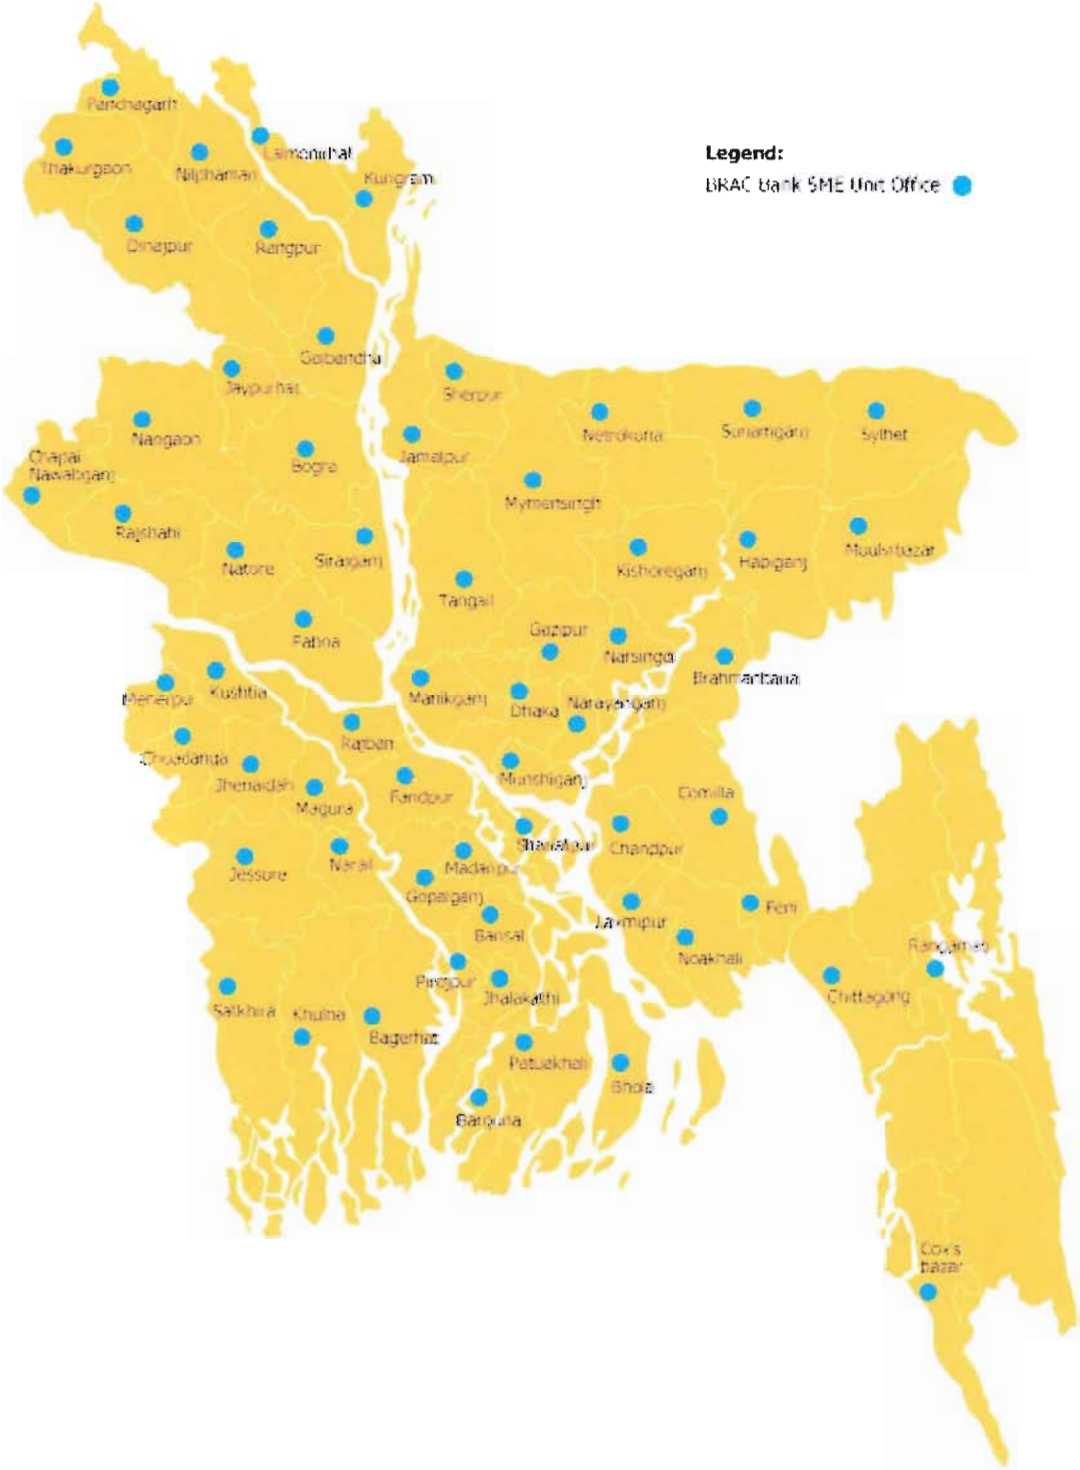 Panchagarh
Legend:
Lalmonirhat
BRAC Bank SME Unit Office
Thakurgaon
Nilphamari
Kurigram
Dinajpur
Rangpur
Gaibandha
Jaypurhat
Sherpur
Naogaon
Netrokona
Sunamganj
Sylhet
Chapai
Nawabganj
Bogra
Jamalpur
Mymensingh
Rajshahi
Natore
Sirajganj
Kishoreganj
Habiganj
Moulvibazar
Tangail
Pabna
Gazipur
Narsingdi
Brahmanbaria
Meherpur
Kushtia
Manikganj
Dhaka
Narayanganj
Rajbari
Chuadanga
Jhenaidah
Magura
Faridpur
Munshiganj
Comilla
Shariatpur
Chandpur
Jessore
Narail
Madaripur
Gopalganj
Barisal
Laxmipur
Feni
Noakhali
Rangamati
Pirojpur
Jhalakathi
Chittagong
Satkhira
Khulna
Bagerhat
Patuakhali
Bhola
Barguna
Cox's
bazar